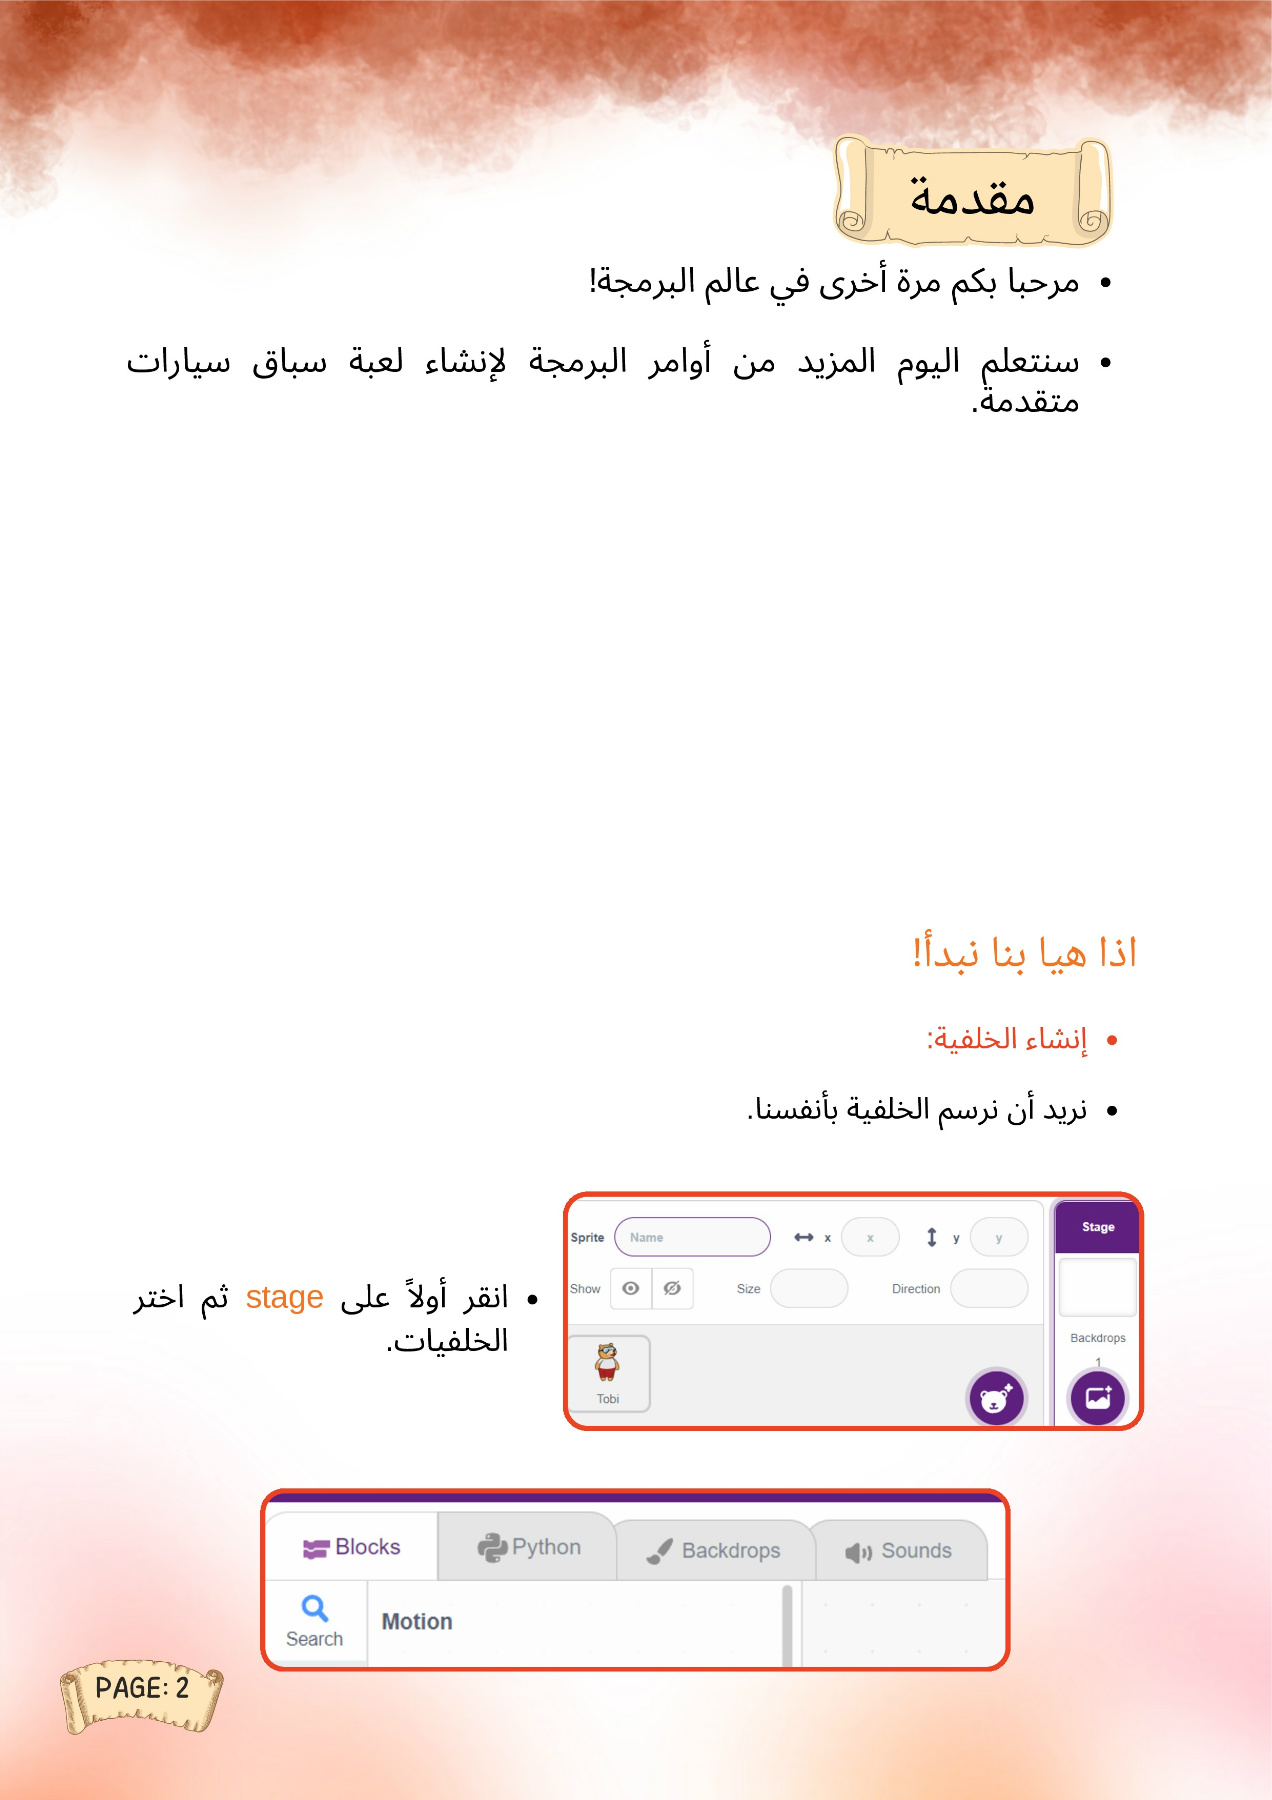 مقدمة
مرحبا بكم مرة أخرى في عالم البرمجة!
سنتعلم اليوم المزيد من أوامر البرمجة لإنشاء لعبة سباق سيارات
متقدمة.
اذا هيا بنا نبدأ!
إنشاء الخلفية:
نريد أن نرسم الخلفية بأنفسنا.
انقر أولاً على stage ثم اختر
الخلفيات.
Sprite Name x x y y
Show Size Direction
Tobi
Stage
Backdrops
1
Blocks Python Backdrops Sounds
Search Motion
PAGE: 2